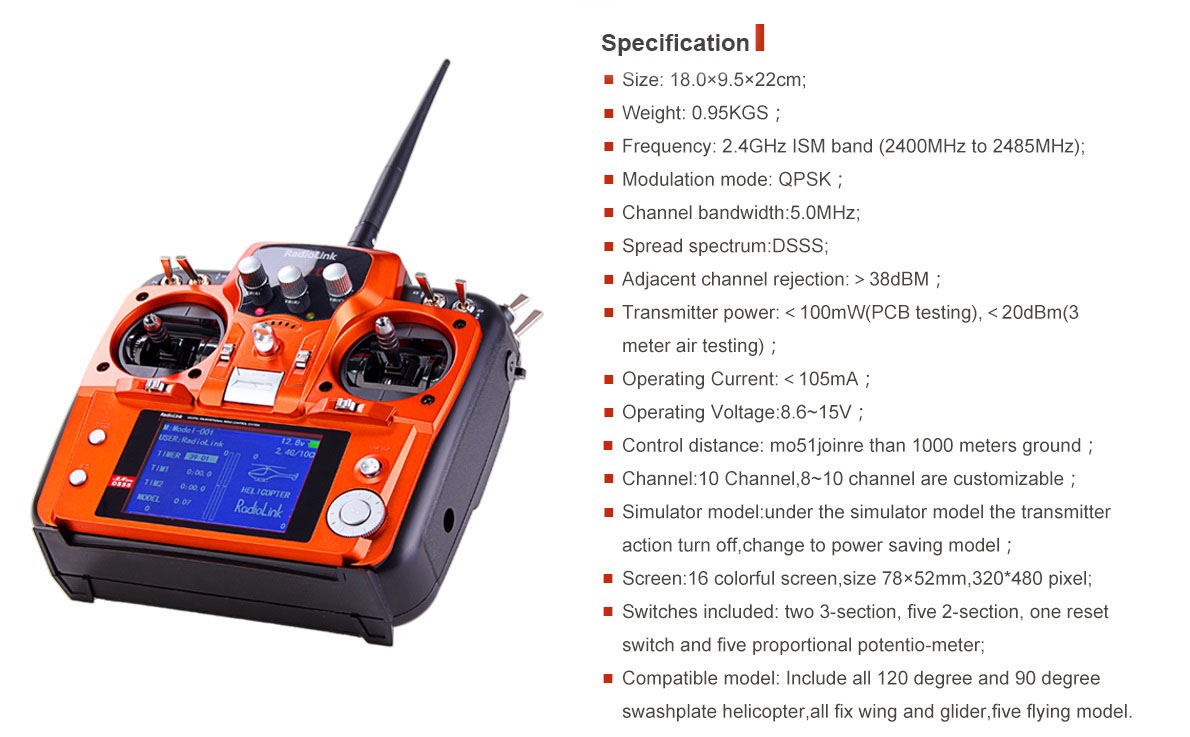 Specification
Size: 18.0×9.5×22cm;
Weight: 0.95KGS ;
Frequency: 2.4GHz ISM band (2400MHz to 2485MHz);
Modulation mode: QPSK ;
Channel bandwidth:5.0MHz;
Spread spectrum:DSSS;
Adjacent channel rejection: > 38dBM ;
Transmitter power: < 100mW(PCB testing), < 20dBm(3
meter air testing) ;
Operating Current: < 105mA ;
Operating Voltage:8.6~15V ;
Control distance: mo51joinre than 1000 meters ground ;
Channel:10 Channel,8~10 channel are customizable ;
Simulator model:under the simulator model the transmitter
action turn off,change to power saving model ;
Screen:16 colorful screen,size 78×52mm,320*480 pixel;
Switches included: two 3-section, five 2-section, one reset
switch and five proportional potentio-meter;
Compatible model: Include all 120 degree and 90 degree
swashplate helicopter,all fix wing and glider,five flying model.
RadioLink
RadioLink
M:Model-001
USER:RadioLink
12.8v
TIMER
0
TIM1 0:00.0
TIM2 0:00.0
MODEL 0 07
0
0
HELICOPTER
RadioLink
0
DSSS